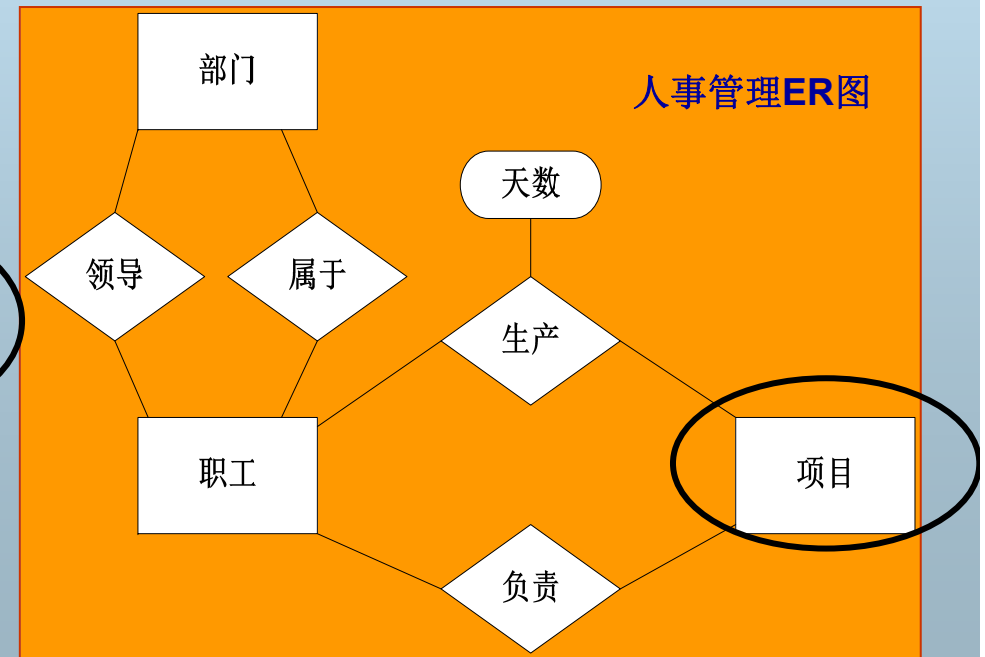 部门
人事管理ER图
天数
领导
属于
生产
职工
项目
负责